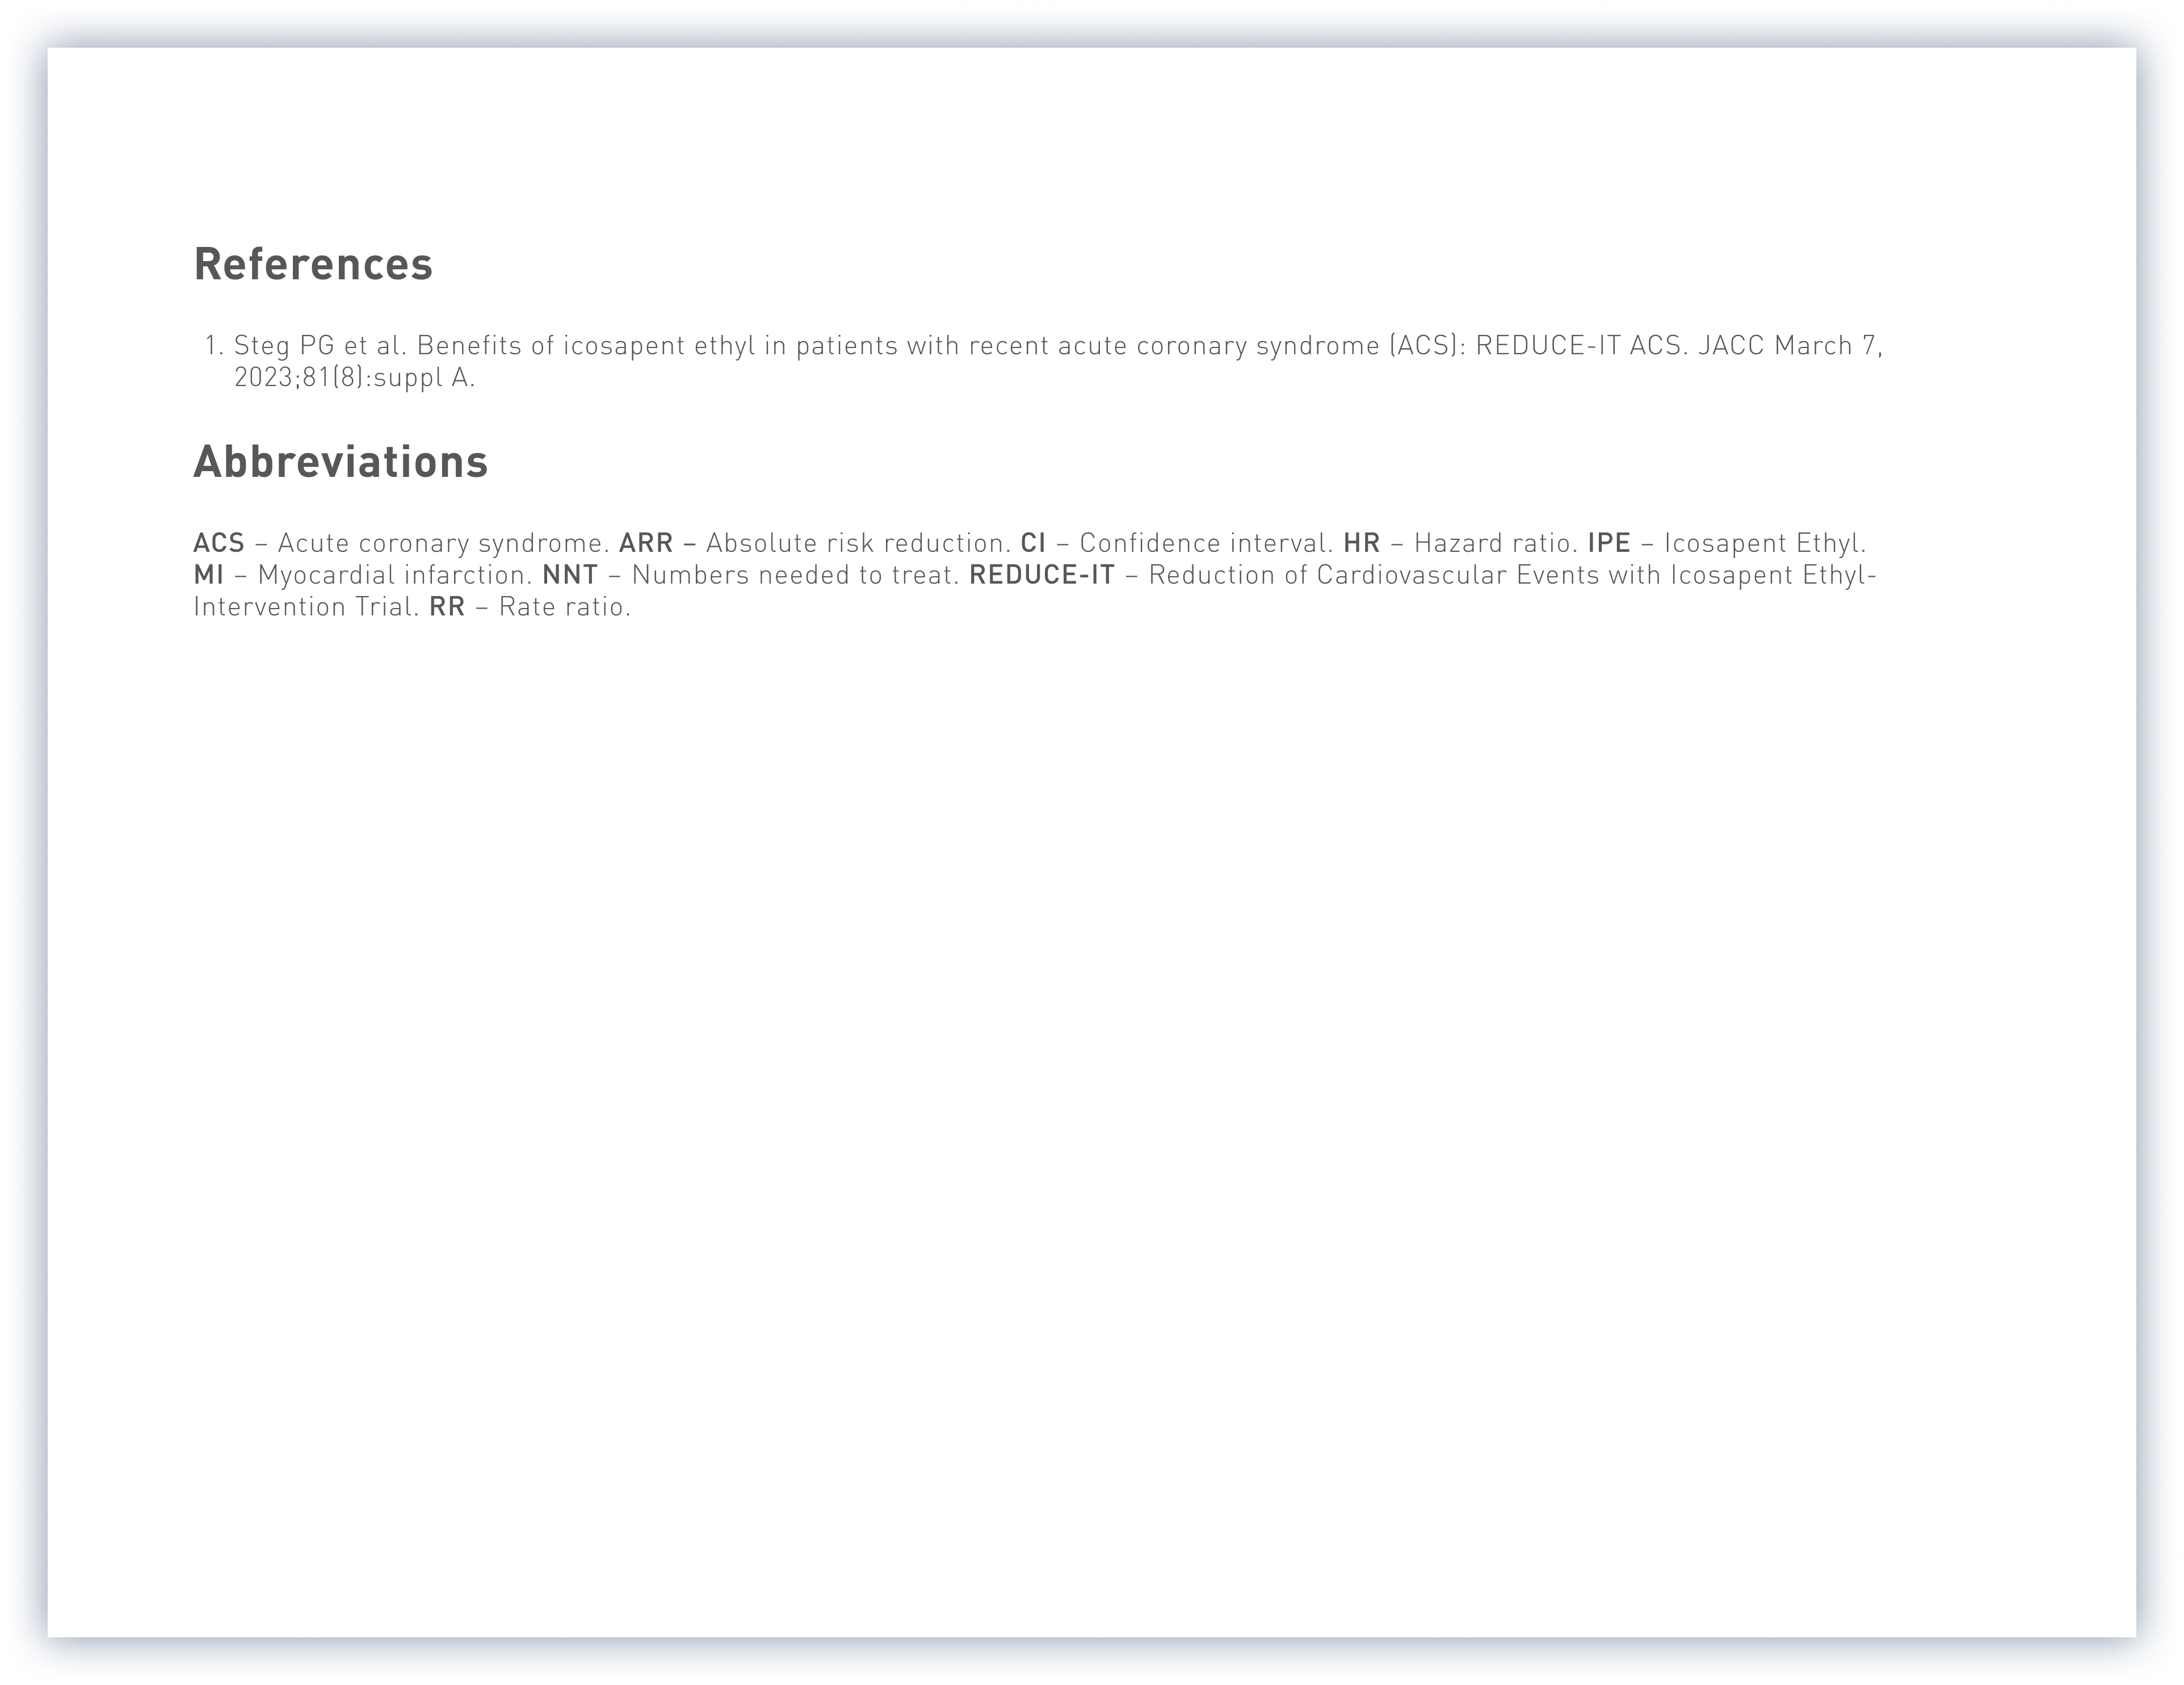 References
1. Steg PG et al. Benefits of icosapent ethyl in patients with recent acute coronary syndrome (ACS): REDUCE-IT ACS. JACC March 7,
2023;81(8):suppl A.
Abbreviations
ACS – Acute coronary syndrome. ARR – Absolute risk reduction. CI – Confidence interval. HR – Hazard ratio. IPE – Icosapent Ethyl.
MI – Myocardial infarction. NNT – Numbers needed to treat. REDUCE-IT – Reduction of Cardiovascular Events with Icosapent Ethyl-
Intervention Trial. RR – Rate ratio.